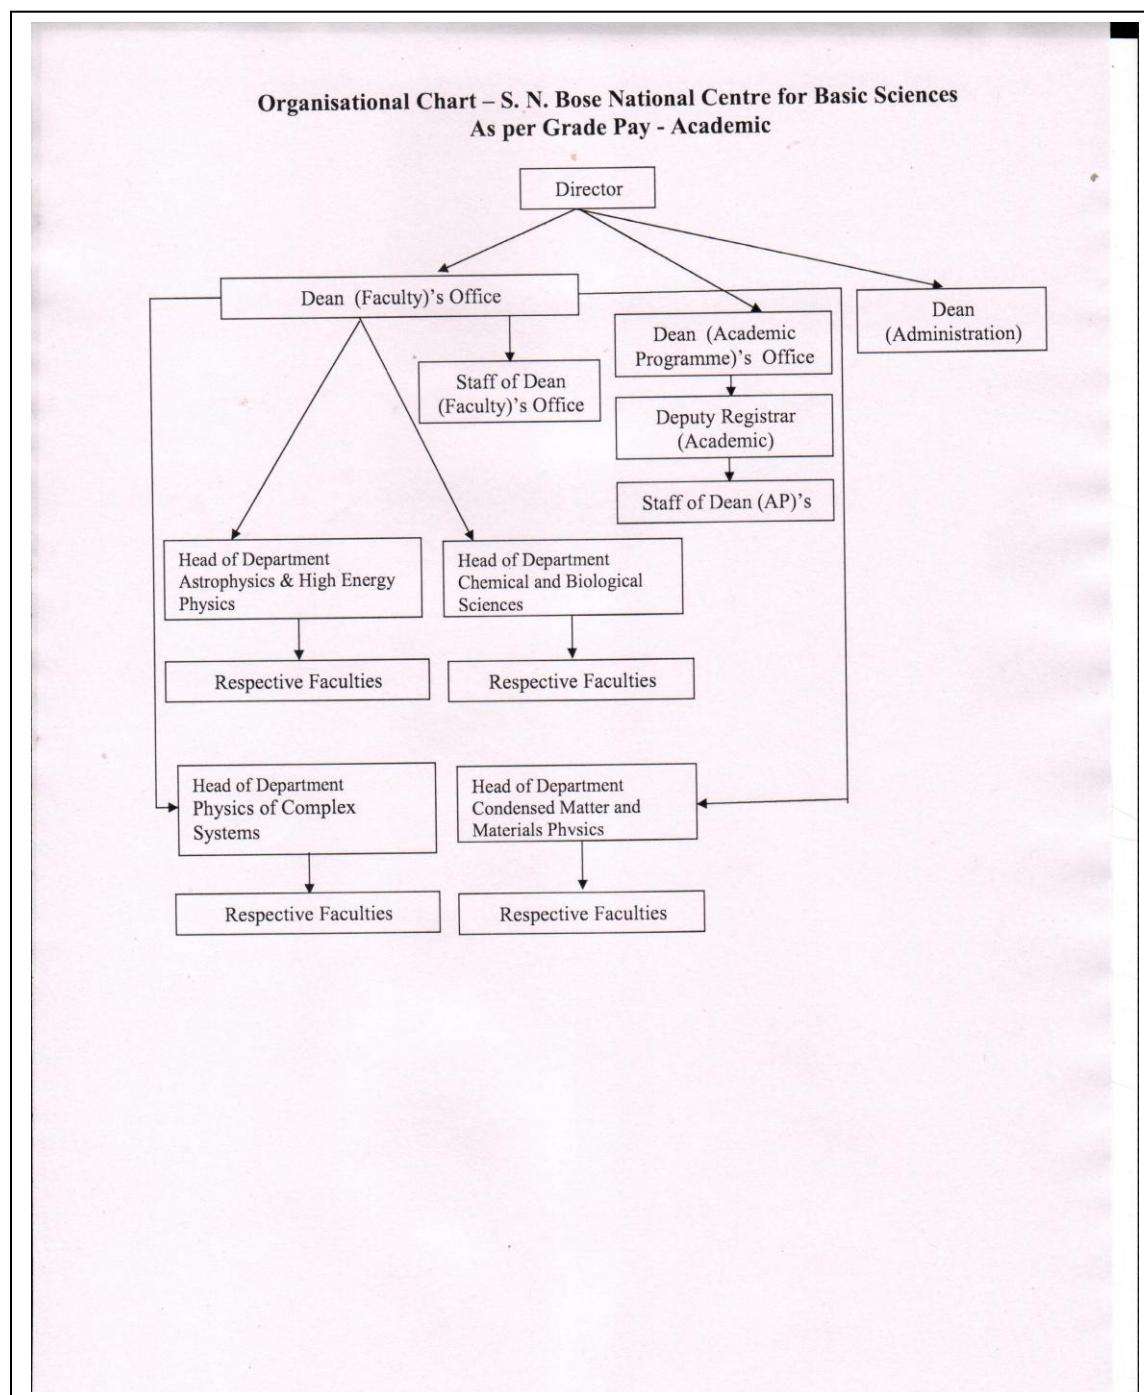 Organisational Chart – S. N. Bose National Centre for Basic Sciences
As per Grade Pay - Academic
Director
Dean (Faculty)'s Office
Dean
(Administration)
Dean (Academic
Programme)'s Office
Staff of Dean
(Faculty)'s Office
Deputy Registrar
(Academic)
Staff of Dean (AP)'s
Head of Department
Astrophysics & High Energy
Physics
Head of Department
Chemical and Biological
Sciences
Respective Faculties
Respective Faculties
Head of Department
Physics of Complex
Systems
Head of Department
Condensed Matter and
Materials Physics
Respective Faculties
Respective Faculties